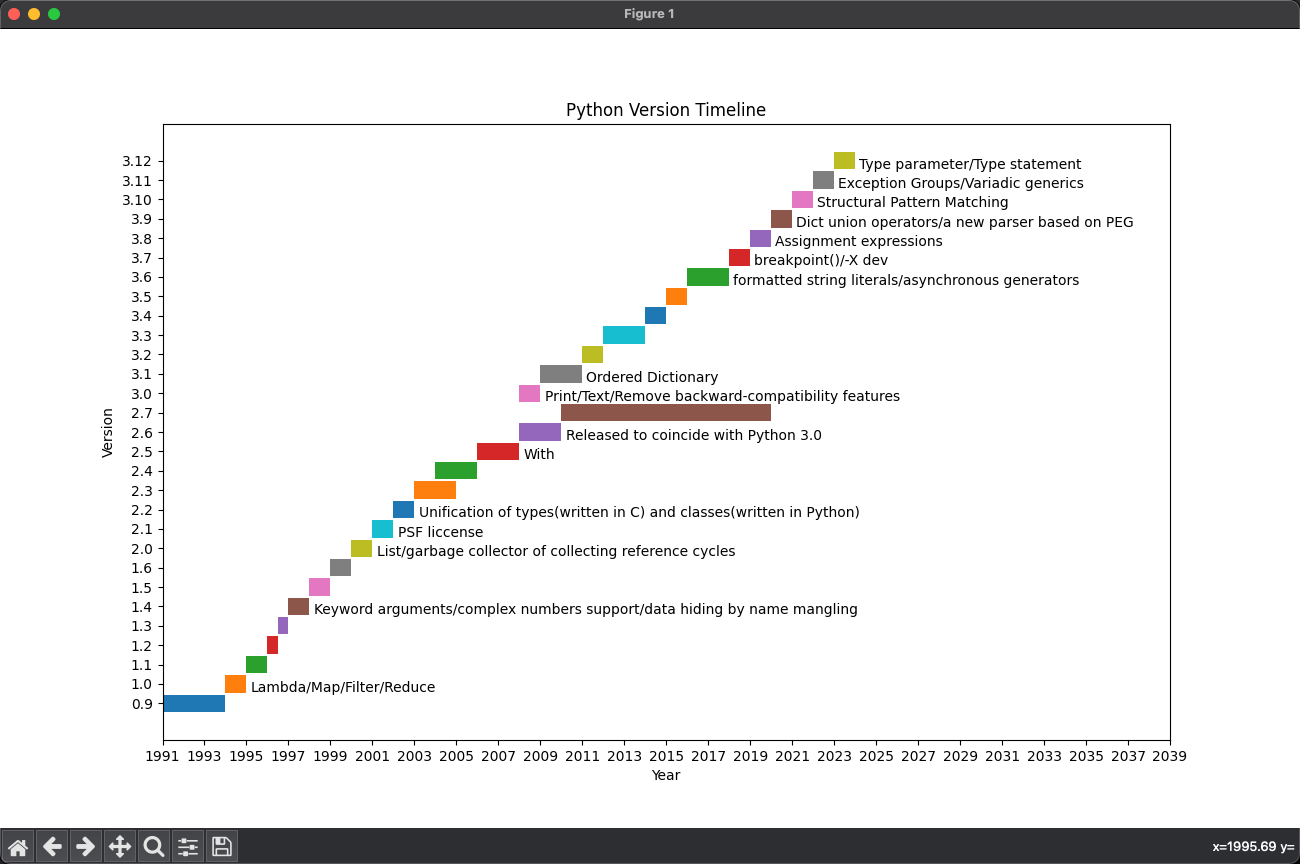 Figure 1
Python Version Timeline
3.12 Type parameter/Type statement
3.11 Exception Groups/Variadic generics
3.10 Structural Pattern Matching
3.9 Dict union operators/a new parser based on PEG
3.8 Assignment expressions
3.7 breakpoint()/-X dev
3.6 formatted string literals/asynchronous generators
3.5
3.4
3.3
3.2
3.1 Ordered Dictionary
3.0 Print/Text/Remove backward-compatibility features
2.7
2.6 Released to coincide with Python 3.0
2.5 With
2.4
2.3
2.2 Unification of types(written in C) and classes(written in Python)
2.1 PSF liccense
2.0 List/garbage collector of collecting reference cycles
1.6
1.5
1.4 Keyword arguments/complex numbers support/data hiding by name mangling
1.3
1.2
1.1
1.0 Lambda/Map/Filter/Reduce
0.9
Version
1991 1993 1995 1997 1999 2001 2003 2005 2007 2009 2011 2013 2015 2017 2019 2021 2023 2025 2027 2029 2031 2033 2035 2037 2039
Year
x=1995.69 y=